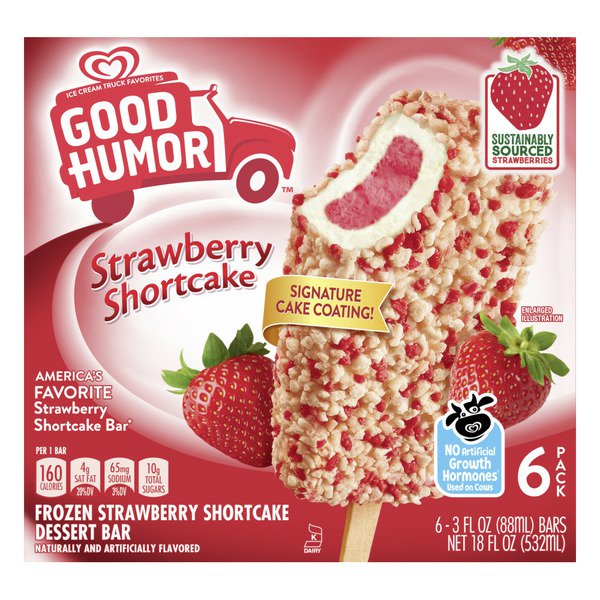 ICE CREAM TRUCK FAVORITES
GOOD
HUMOR
TM
SUSTAINABLY
SOURCED
STRAWBERRIES
Strawberry
Shortcake
SIGNATURE
CAKE COATING!
ENLARGED
ILLUSTRATION
AMERICA'S
FAVORITE
Strawberry
Shortcake Bar*
PER 1 BAR
160
CALORIES
4g
SAT FAT
20% DV
65mg
SODIUM
3% DV
10g
TOTAL
SUGARS
NO Artificial
Growth
Hormones*
Used on Cows
6
PACK
FROZEN STRAWBERRY SHORTCAKE
DESSERT BAR
NATURALLY AND ARTIFICIALLY FLAVORED
K
DAIRY
6 - 3 FL OZ (88ML) BARS
NET 18 FL OZ (532ML)